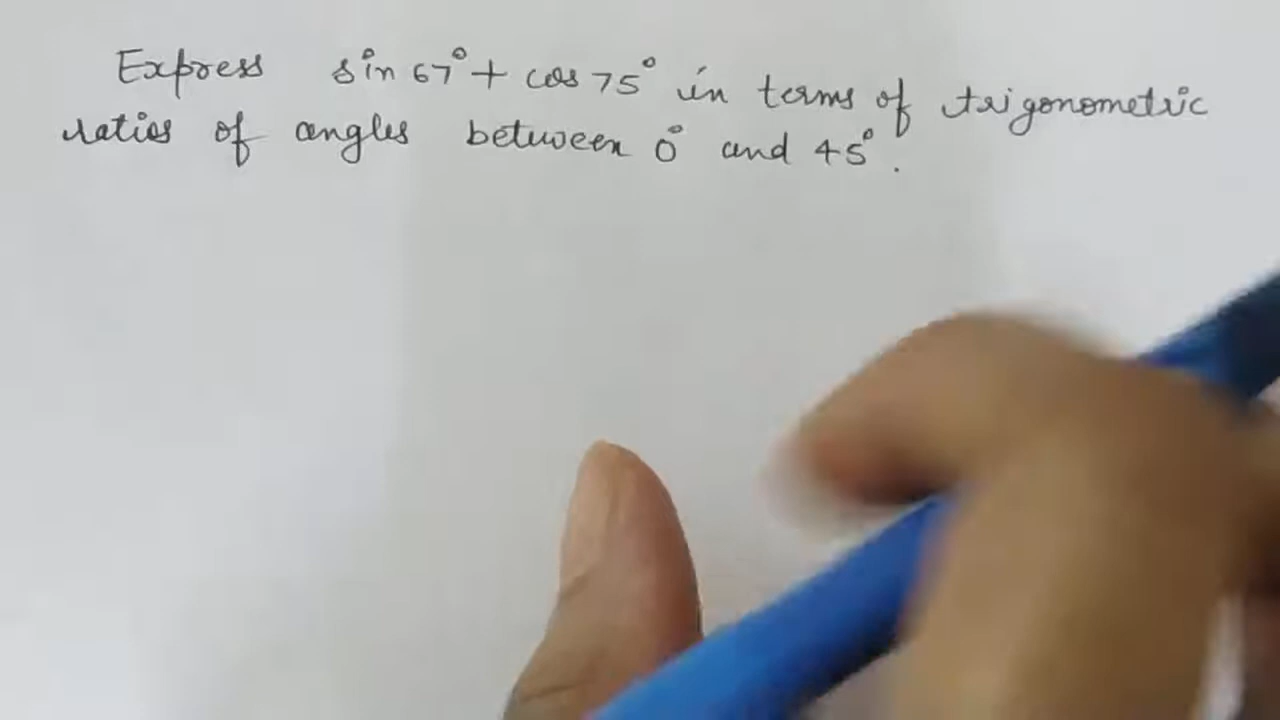 Express sin 67° + cos 75° in terms of trigonometric
ratios of angles between 0° and 45°.